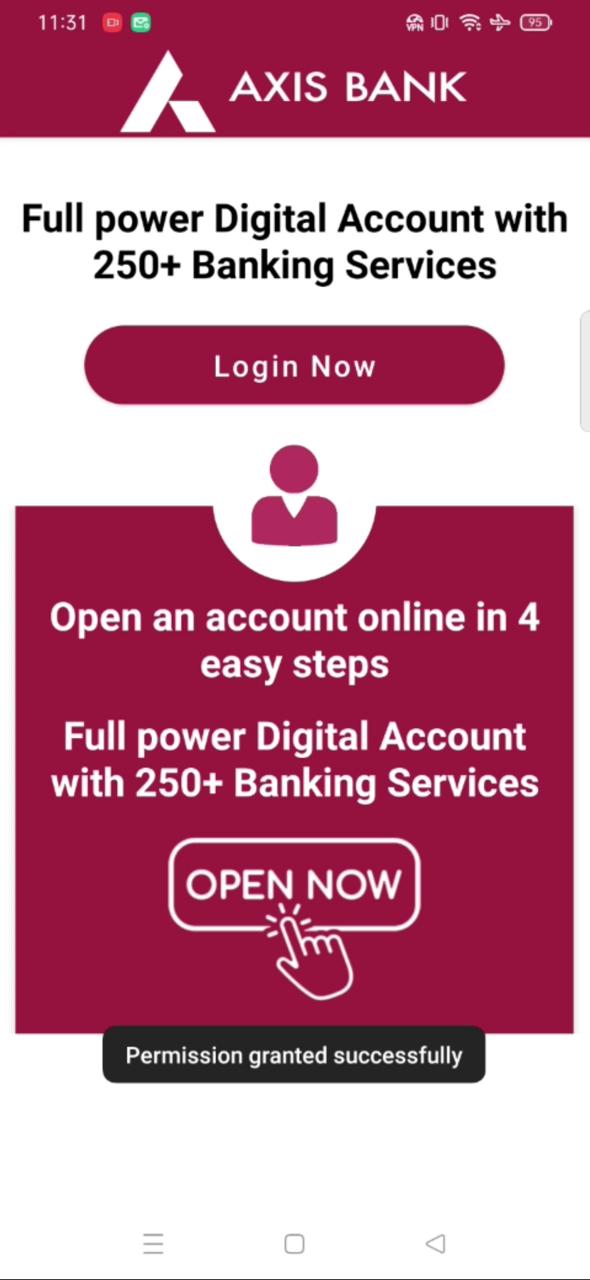 11:31
VPN
95
AXIS BANK
Full power Digital Account with
250+ Banking Services
Login Now
Open an account online in 4
easy steps
Full power Digital Account
with 250+ Banking Services
OPEN NOW
Permission granted successfully